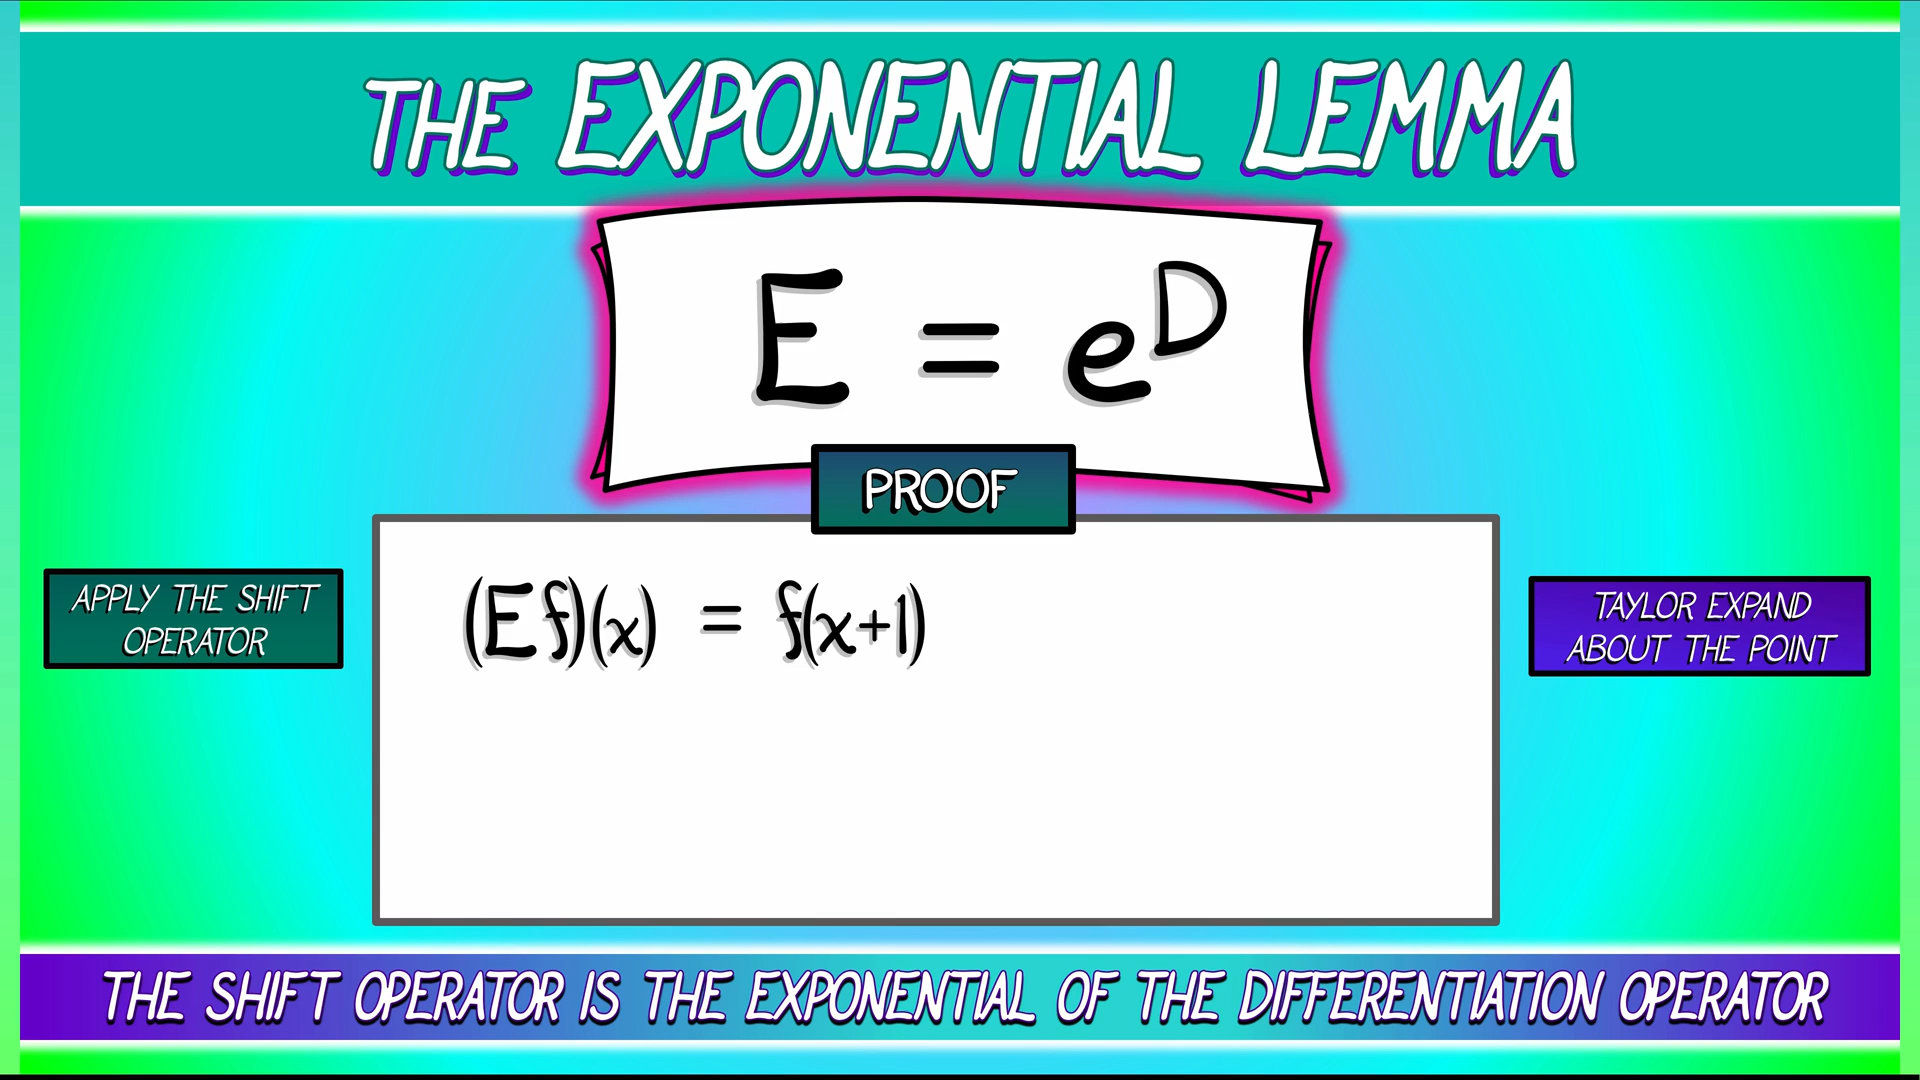 THE EXPONENTIAL LEMMA
E = e^D
PROOF
APPLY THE SHIFT
OPERATOR
(Ef)(x) = f(x+1)
TAYLOR EXPAND
ABOUT THE POINT
THE SHIFT OPERATOR IS THE EXPONENTIAL OF THE DIFFERENTIATION OPERATOR